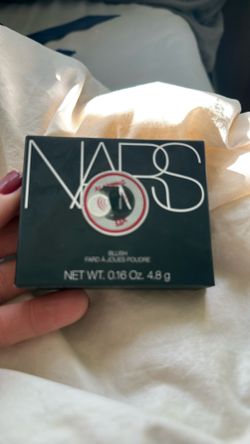 NARS
BLUSH
FARD À JOUES POUDRE
NET WT. 0.16 Oz. 4.8 g